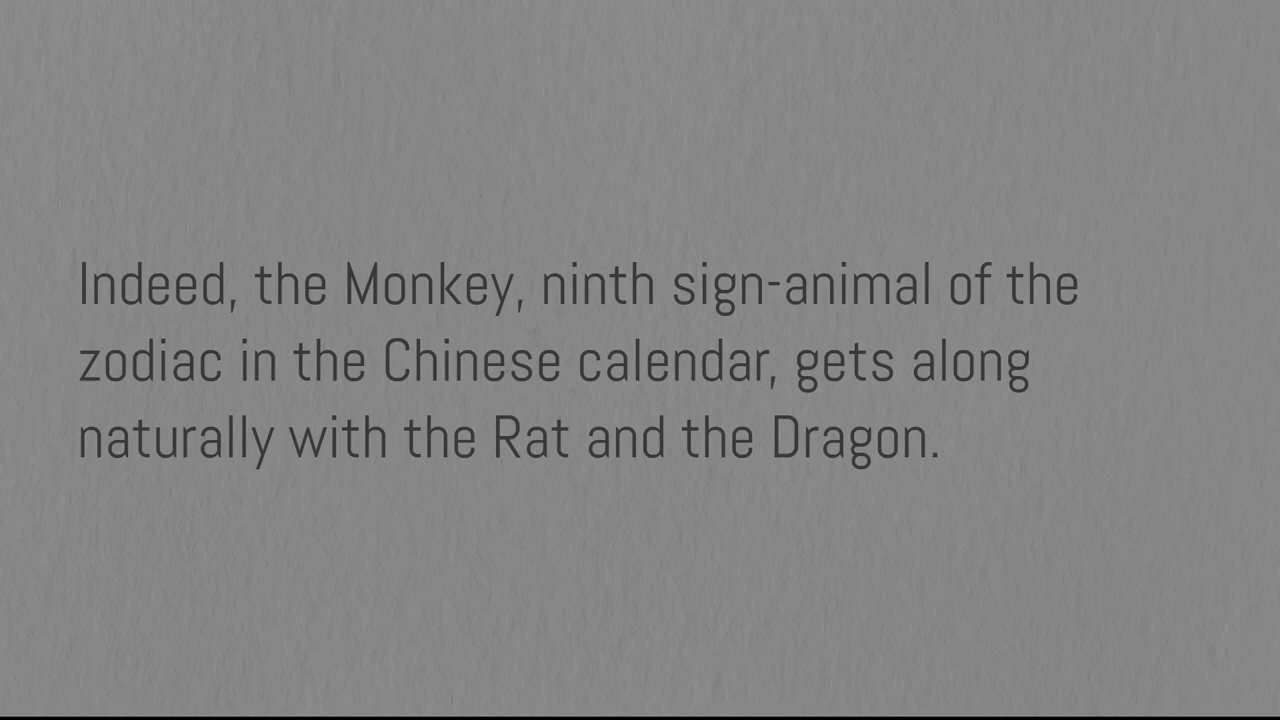 Indeed, the Monkey, ninth sign-animal of the
zodiac in the Chinese calendar, gets along
naturally with the Rat and the Dragon.